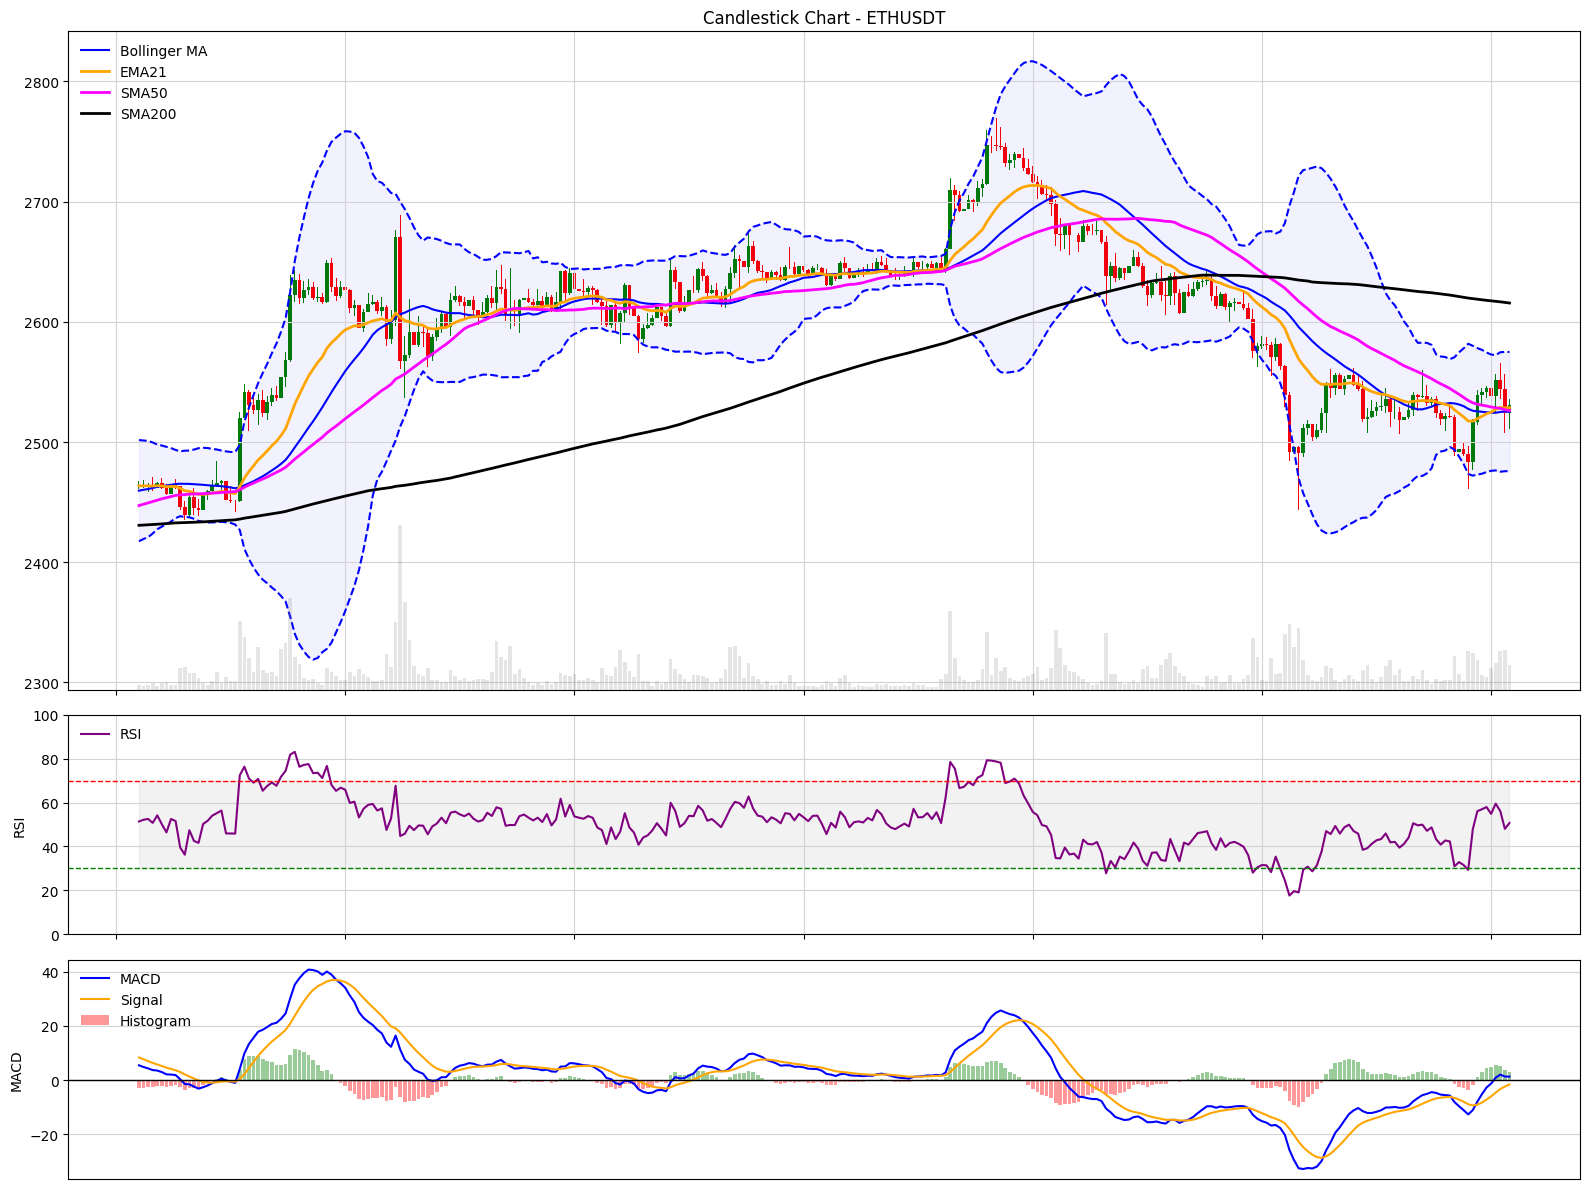 Candlestick Chart - ETHUSDT
Bollinger MA
EMA21
SMA50
SMA200
2800
2700
2600
2500
2400
2300
RSI
100
80
60
40
20
0
RSI
MACD
Signal
Histogram
40
20
0
−20
MACD